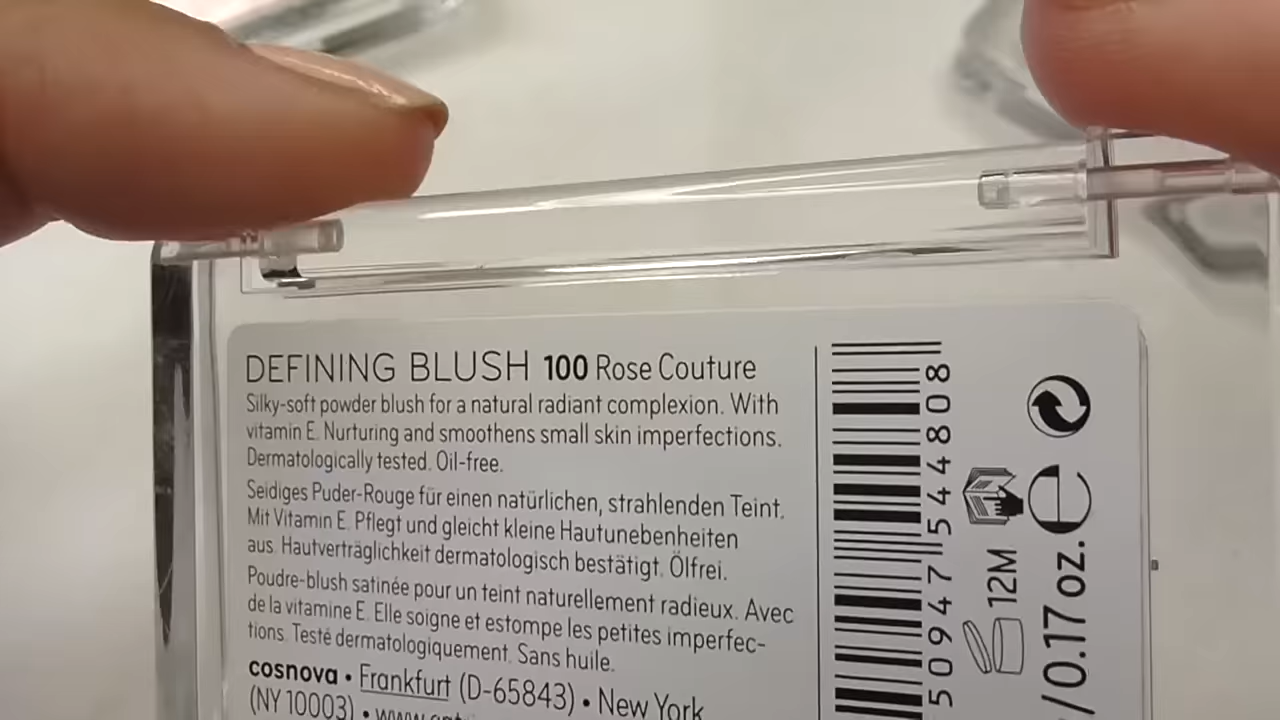 DEFINING BLUSH 100 Rose Couture
Silky-soft powder blush for a natural radiant complexion. With
vitamin E. Nurturing and smoothens small skin imperfections.
Dermatologically tested. Oil-free.
Seidiges Puder-Rouge für einen natürlichen, strahlenden Teint.
Mit Vitamin E. Pflegt und gleicht kleine Hautunebenheiten
aus. Hautverträglichkeit dermatologisch bestätigt. Ölfrei.
Poudre-blush satinée pour un teint naturellement radieux. Avec
de la vitamine E. Elle soigne et estompe les petites imperfec-
tions. Testé dermatologiquement. Sans huile.
cosnova • Frankfurt (D-65843) • New York
(NY 10003) • www.
50947 544808
12M
/0.17 oz. e